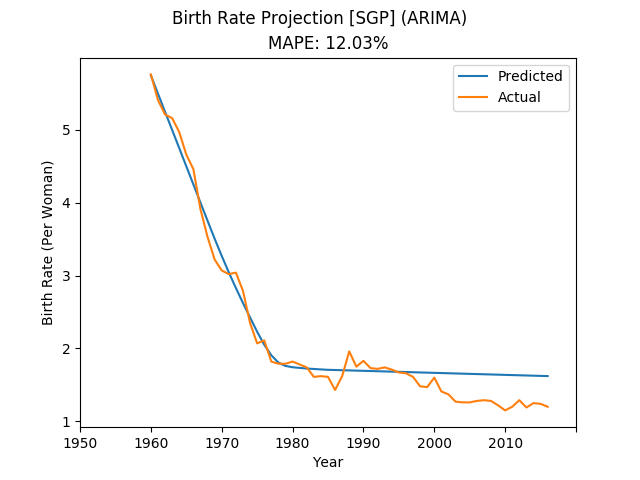 Birth Rate Projection [SGP] (ARIMA)
MAPE: 12.03%
Predicted
Actual
Birth Rate (Per Woman)
5
4
3
2
1
1950 1960 1970 1980 1990 2000 2010
Year